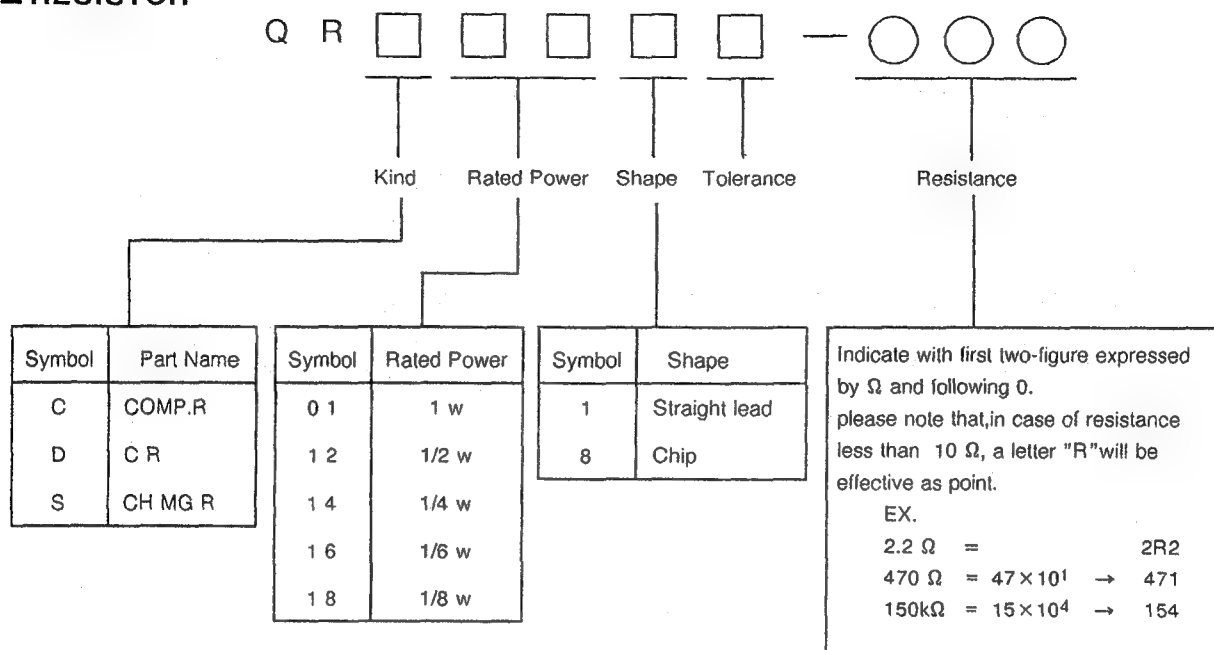 Q R —
Kind Rated Power Shape Tolerance Resistance
Symbol Part Name
C COMP.R
D C R
S CH MG R
Symbol Rated Power
0 1 1 w
1 2 1/2 w
1 4 1/4 w
1 6 1/6 w
1 8 1/8 w
Symbol Shape
1 Straight lead
8 Chip
Indicate with first two-figure expressed
by Ω and following 0.
please note that,in case of resistance
less than 10 Ω, a letter "R"will be
effective as point.
EX.
2.2 Ω = 2R2
470 Ω = 47×10¹ → 471
150kΩ = 15×10⁴ → 154